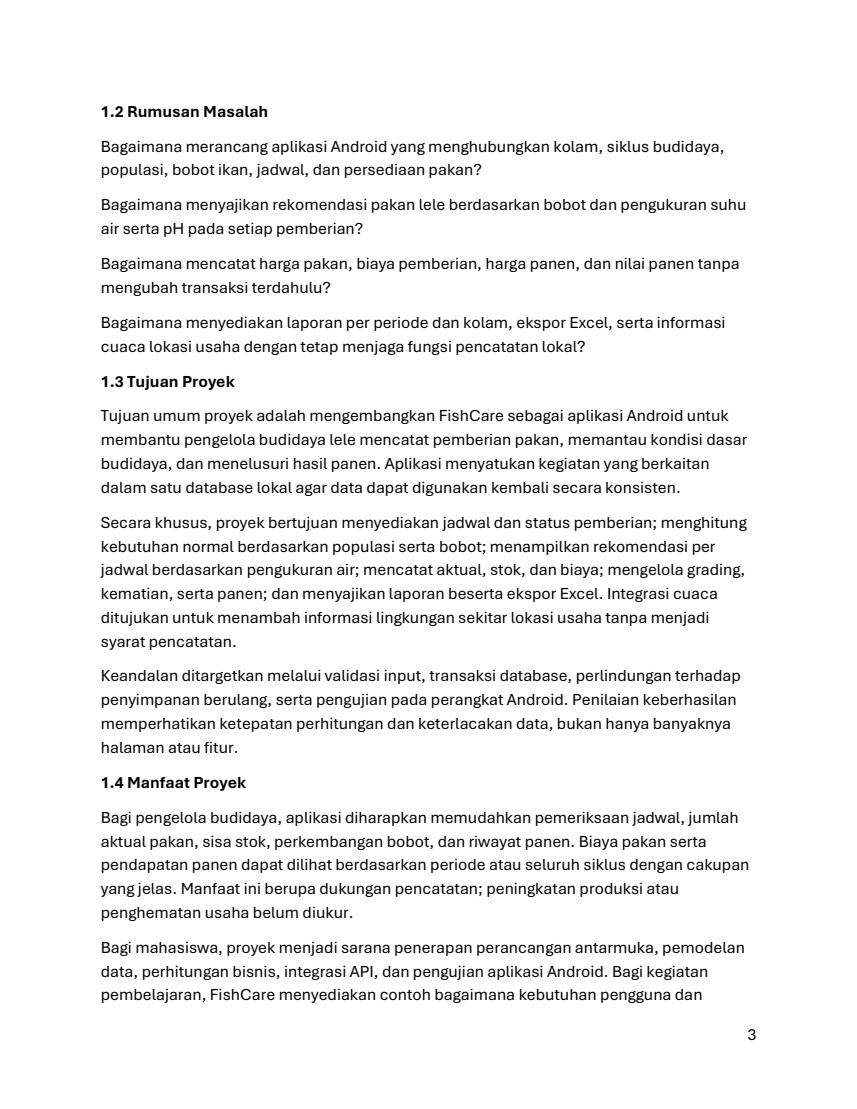 1.2 Rumusan Masalah
Bagaimana merancang aplikasi Android yang menghubungkan kolam, siklus budidaya,
populasi, bobot ikan, jadwal, dan persediaan pakan?
Bagaimana menyajikan rekomendasi pakan lele berdasarkan bobot dan pengukuran suhu
air serta pH pada setiap pemberian?
Bagaimana mencatat harga pakan, biaya pemberian, harga panen, dan nilai panen tanpa
mengubah transaksi terdahulu?
Bagaimana menyediakan laporan per periode dan kolam, ekspor Excel, serta informasi
cuaca lokasi usaha dengan tetap menjaga fungsi pencatatan lokal?
1.3 Tujuan Proyek
Tujuan umum proyek adalah mengembangkan FishCare sebagai aplikasi Android untuk
membantu pengelola budidaya lele mencatat pemberian pakan, memantau kondisi dasar
budidaya, dan menelusuri hasil panen. Aplikasi menyatukan kegiatan yang berkaitan
dalam satu database lokal agar data dapat digunakan kembali secara konsisten.
Secara khusus, proyek bertujuan menyediakan jadwal dan status pemberian; menghitung
kebutuhan normal berdasarkan populasi serta bobot; menampilkan rekomendasi per
jadwal berdasarkan pengukuran air; mencatat aktual, stok, dan biaya; mengelola grading,
kematian, serta panen; dan menyajikan laporan beserta ekspor Excel. Integrasi cuaca
ditujukan untuk menambah informasi lingkungan sekitar lokasi usaha tanpa menjadi
syarat pencatatan.
Keandalan ditargetkan melalui validasi input, transaksi database, perlindungan terhadap
penyimpanan berulang, serta pengujian pada perangkat Android. Penilaian keberhasilan
memperhatikan ketepatan perhitungan dan keterlacakan data, bukan hanya banyaknya
halaman atau fitur.
1.4 Manfaat Proyek
Bagi pengelola budidaya, aplikasi diharapkan memudahkan pemeriksaan jadwal, jumlah
aktual pakan, sisa stok, perkembangan bobot, dan riwayat panen. Biaya pakan serta
pendapatan panen dapat dilihat berdasarkan periode atau seluruh siklus dengan cakupan
yang jelas. Manfaat ini berupa dukungan pencatatan; peningkatan produksi atau
penghematan usaha belum diukur.
Bagi mahasiswa, proyek menjadi sarana penerapan perancangan antarmuka, pemodelan
data, perhitungan bisnis, integrasi API, dan pengujian aplikasi Android. Bagi kegiatan
pembelajaran, FishCare menyediakan contoh bagaimana kebutuhan pengguna dan
3